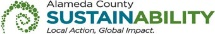 Alameda County
SUSTAINABILITY
Local Action, Global Impact.